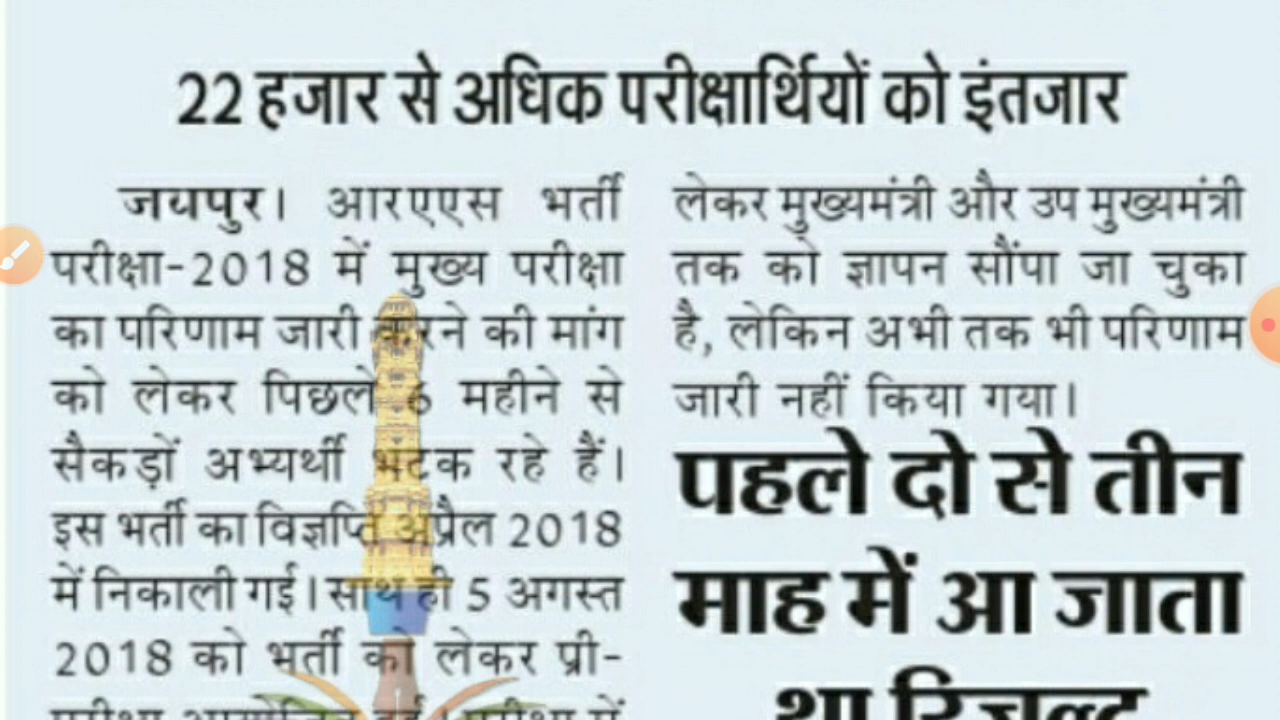 22 हजार से अधिक परीक्षार्थियों को इंतजार
जयपुर। आरएएस भर्ती
परीक्षा-2018 में मुख्य परीक्षा
का परिणाम जारी करने की मांग
को लेकर पिछले 6 महीने से
सैकड़ों अभ्यर्थी भटक रहे हैं।
इस भर्ती का विज्ञप्ति अप्रैल 2018
में निकाली गई। साथ ही 5 अगस्त
2018 को भर्ती को लेकर प्री-
लेकर मुख्यमंत्री और उप मुख्यमंत्री
तक को ज्ञापन सौंपा जा चुका
है, लेकिन अभी तक भी परिणाम
जारी नहीं किया गया।
पहले दो से तीन
माह में आ जाता
था रिजल्ट